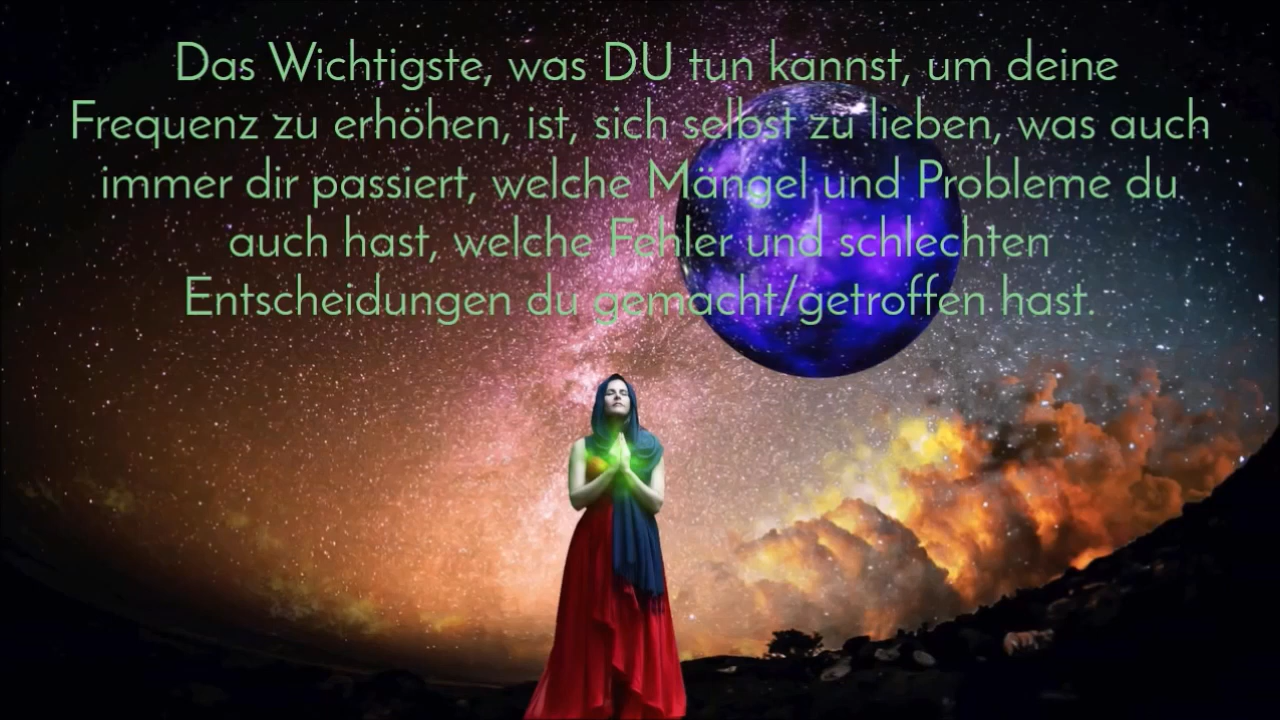 Das Wichtigste, was DU tun kannst, um deine
Frequenz zu erhöhen, ist, sich selbst zu lieben, was auch
immer dir passiert, welche Mängel und Probleme du
auch hast, welche Fehler und schlechten
Entscheidungen du gemacht/getroffen hast.